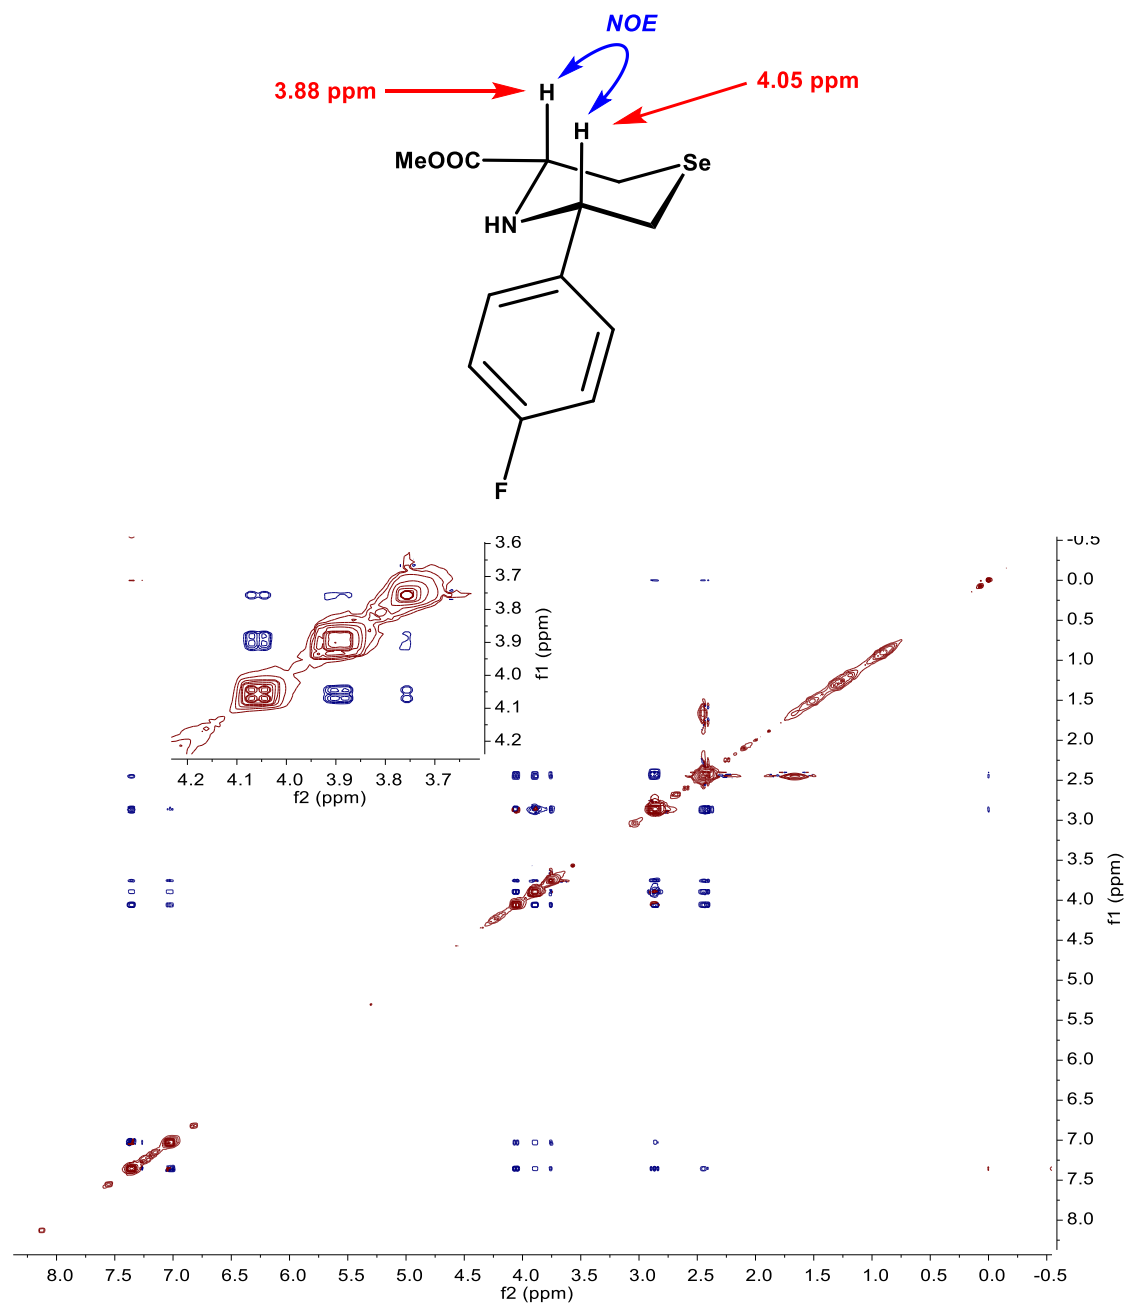 NOE
3.88 ppm
4.05 ppm
H
H
MeOOC
Se
HN
F
3.6
3.7
3.8
3.9
4.0
4.1
4.2
f1 (ppm)
4.2 4.1 4.0 3.9 3.8 3.7
f2 (ppm)
-0.5
0.0
0.5
1.0
1.5
2.0
2.5
3.0
3.5
4.0
4.5
5.0
5.5
6.0
6.5
7.0
7.5
8.0
f1 (ppm)
8.0 7.5 7.0 6.5 6.0 5.5 5.0 4.5 4.0 3.5 3.0 2.5 2.0 1.5 1.0 0.5 0.0 -0.5
f2 (ppm)